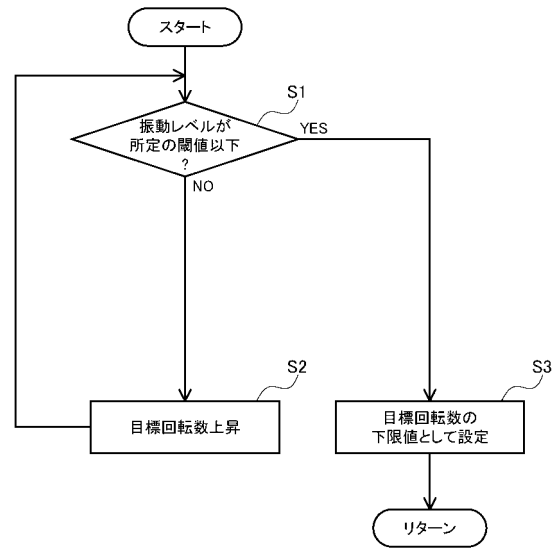 スタート
S1
振動レベルが
所定の閾値以下
?
YES
NO
S2
目標回転数上昇
S3
目標回転数の
下限値として設定
リターン